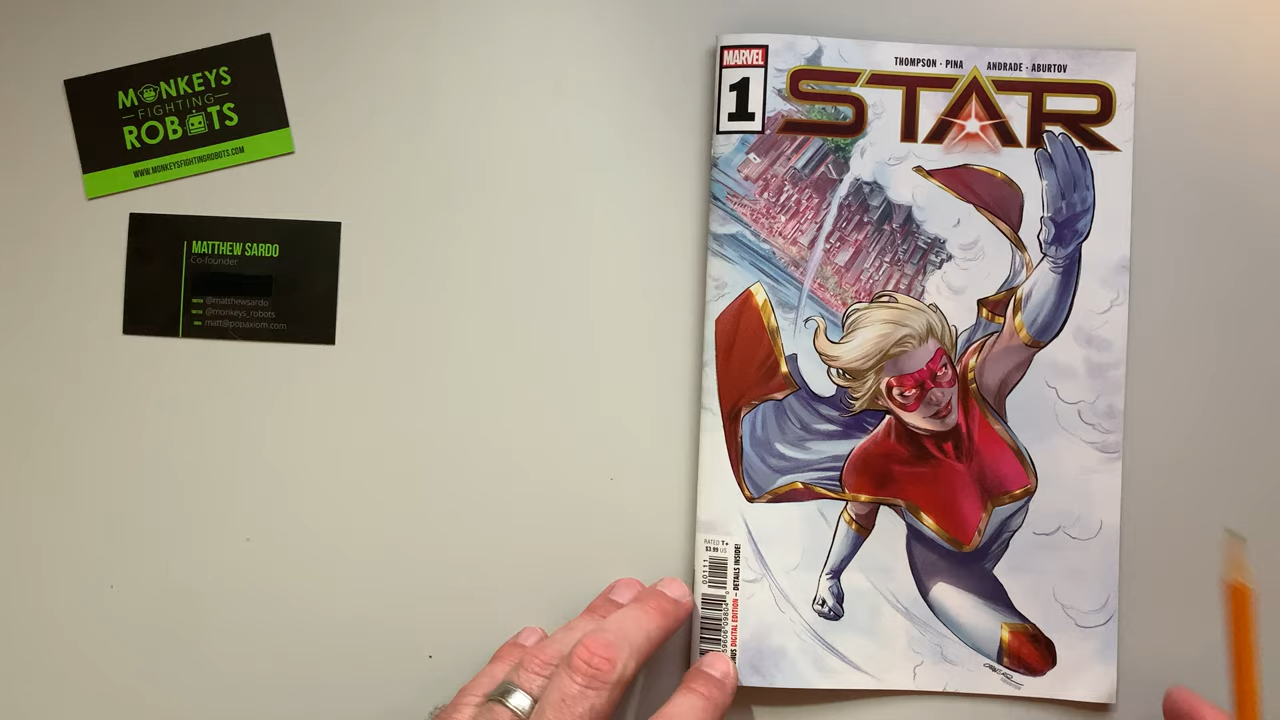 MONKEYS
FIGHTING
ROBOTS
WWW.MONKEYSFIGHTINGROBOTS.COM
MATTHEW SARDO
Co-founder
@matthewsardo
@monkeys_robots
matt@popaxiom.com
MARVEL
1
THOMPSON · PINA ANDRADE · ABURTOV
STAR
RATED T+
$3.99 US
00111
DIGITAL EDITION – DETAILS INSIDE!